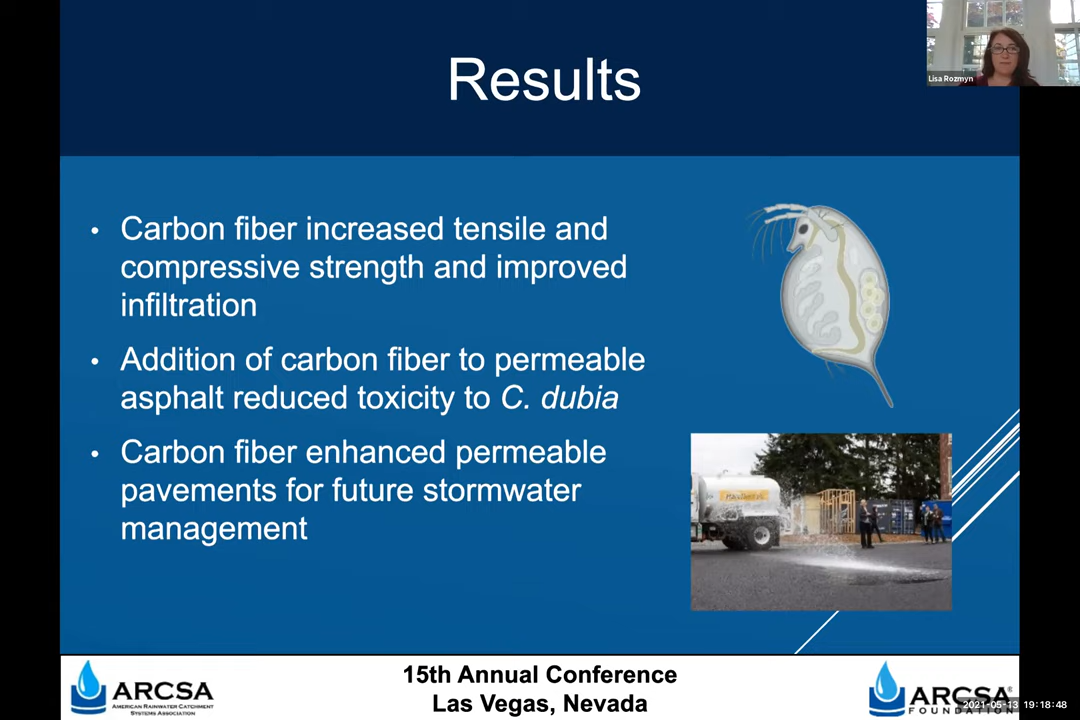 Results
Lisa Rozmyn
• Carbon fiber increased tensile and
compressive strength and improved
infiltration
• Addition of carbon fiber to permeable
asphalt reduced toxicity to C. dubia
• Carbon fiber enhanced permeable
pavements for future stormwater
management
ARCSA
AMERICAN RAINWATER CATCHMENT
SYSTEMS ASSOCIATION
15th Annual Conference
Las Vegas, Nevada
ARCSA®
FOUNDATION
2021-05-13 19:18:48